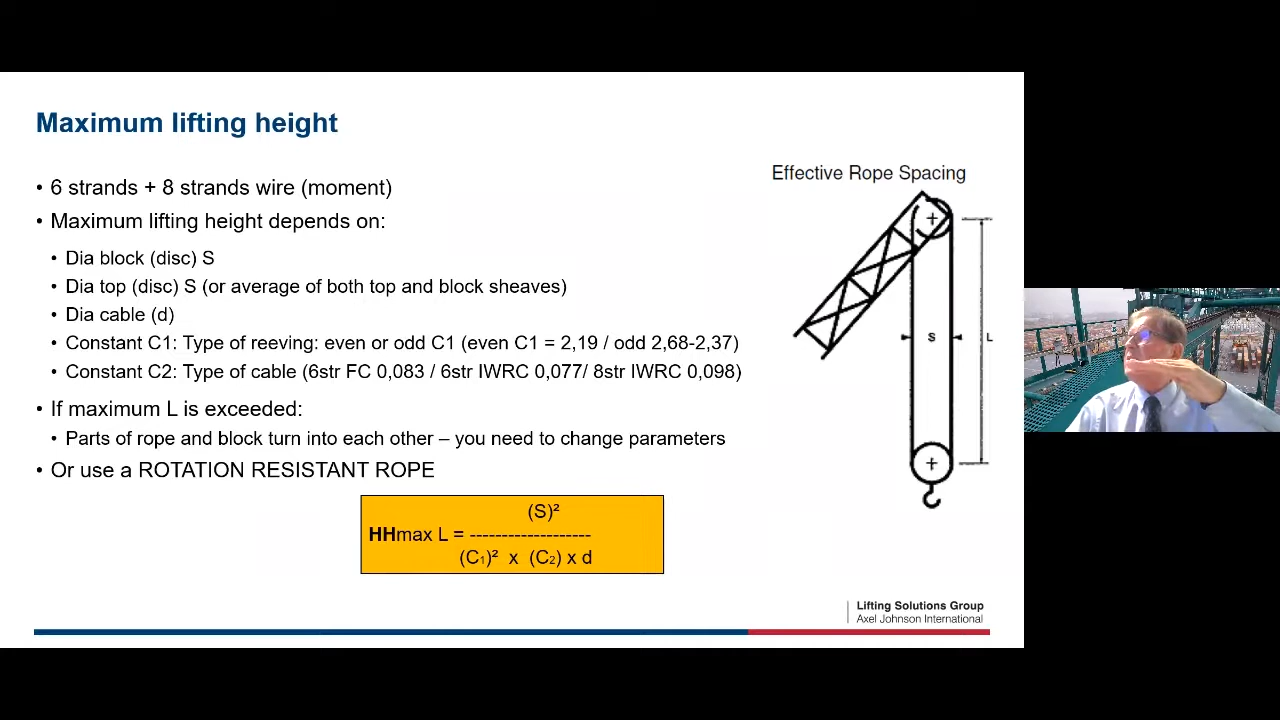 Maximum lifting height
• 6 strands + 8 strands wire (moment)
• Maximum lifting height depends on:
• Dia block (disc) S
• Dia top (disc) S (or average of both top and block sheaves)
• Dia cable (d)
• Constant C1: Type of reeving: even or odd C1 (even C1 = 2,19 / odd 2,68-2,37)
• Constant C2: Type of cable (6str FC 0,083 / 6str IWRC 0,077/ 8str IWRC 0,098)
• If maximum L is exceeded:
• Parts of rope and block turn into each other – you need to change parameters
• Or use a ROTATION RESISTANT ROPE
(S)²
HHmax L = -------------------
(C₁)² x (C₂) x d
Effective Rope Spacing
S
L
Lifting Solutions Group
Axel Johnson International